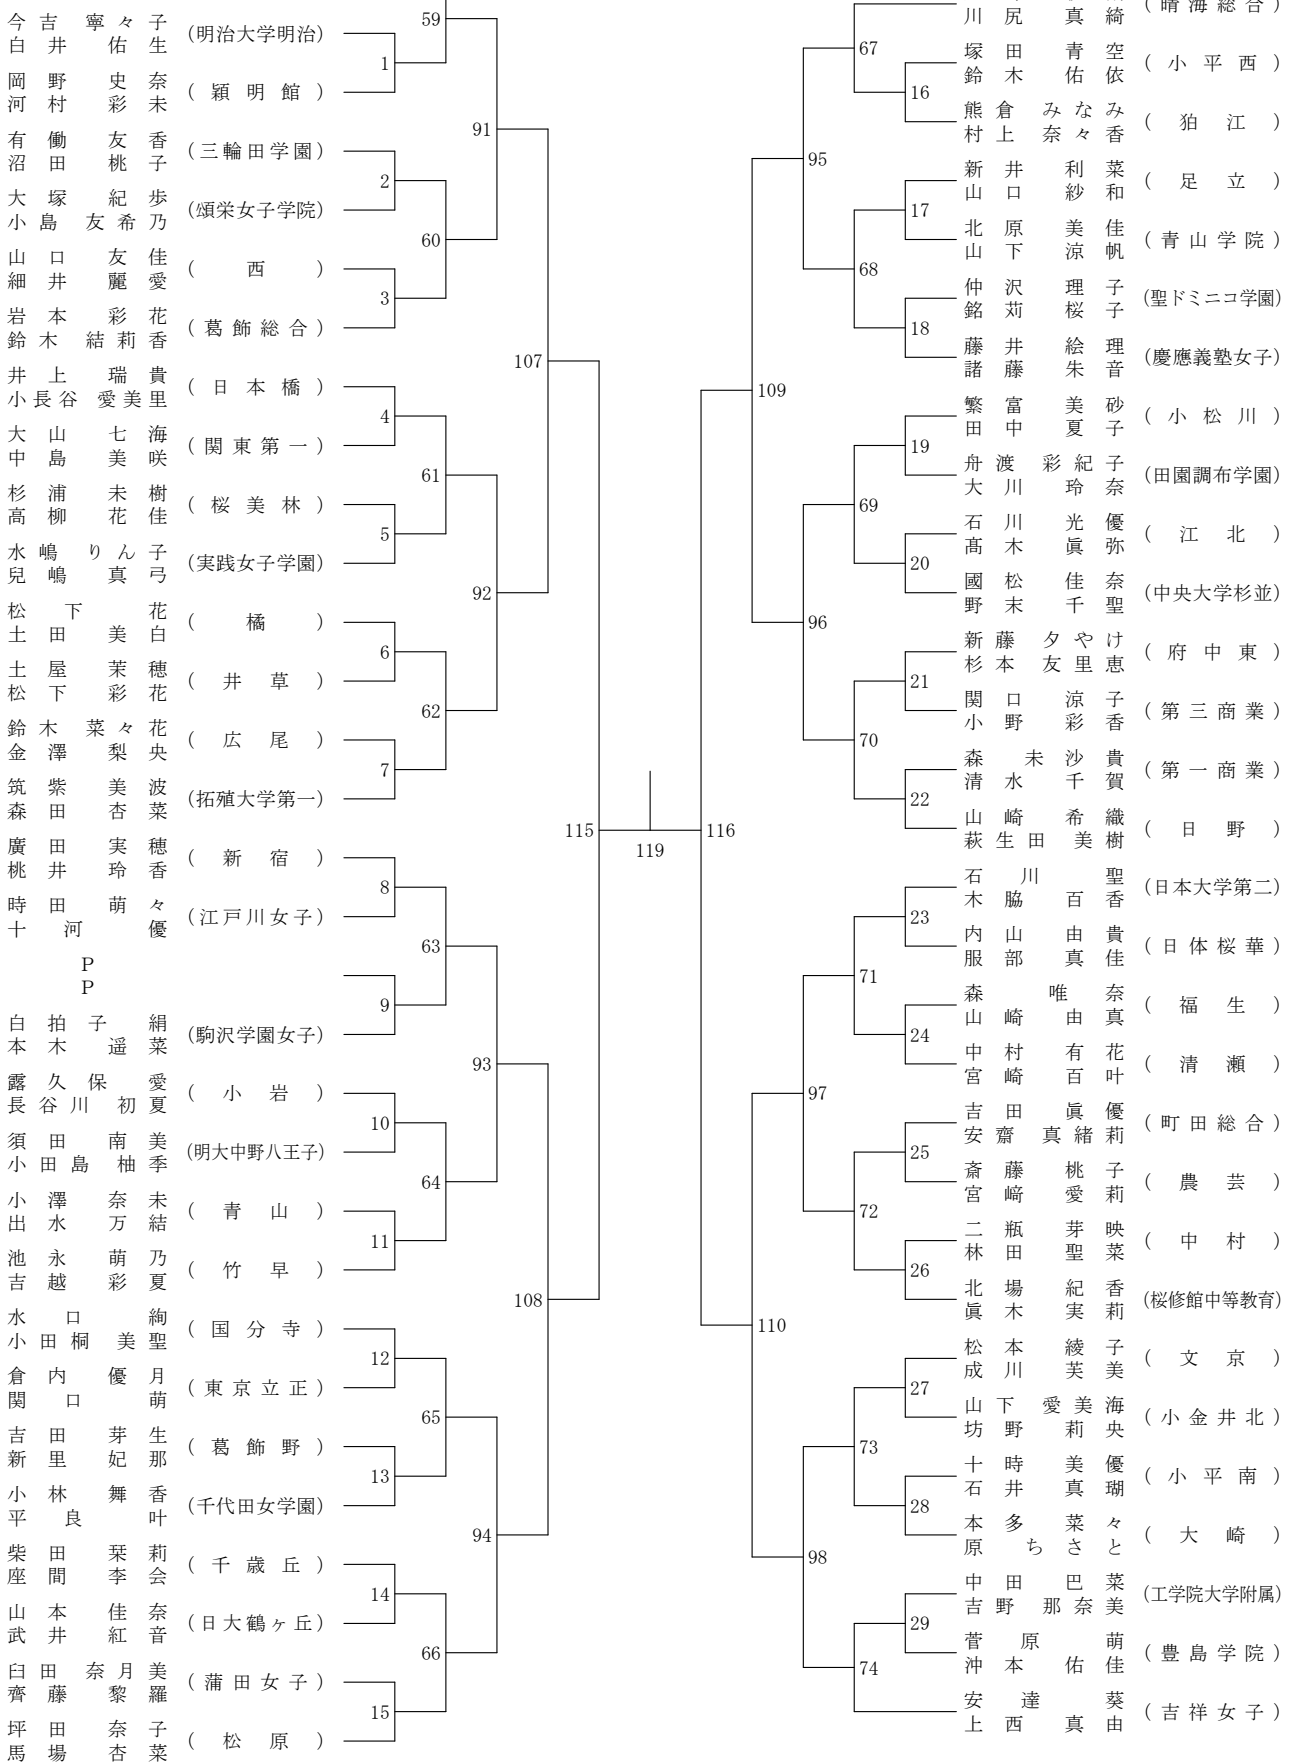 59
今吉 寧々子
白井 佑生
(明治大学明治)
1
岡野 史奈
河村 彩未
(穎明館)
91
有働 友香
沼田 桃子
(三輪田学園)
2
大塚 紀歩
小島 友希乃
(頌栄女子学院)
60
山口 友佳
細井 麗愛
(西)
3
岩本 彩花
鈴木 結莉香
(葛飾総合)
107
井上 瑞貴
小長谷 愛美里
(日本橋)
4
大山 七海
中島 美咲
(関東第一)
61
杉浦 未樹
高柳 花佳
(桜美林)
5
水嶋 りん子
兒嶋 真弓
(実践女子学園)
92
松下 花
土田 美白
(橘)
6
土屋 茉穂
松下 彩花
(井草)
62
鈴木 菜々花
金澤 梨央
(広尾)
7
筑紫 美波
森田 杏菜
(拓殖大学第一)
115
119
116
廣田 実穂
桃井 玲香
(新宿)
8
時田 萌々
十河 優
(江戸川女子)
63
P
P
9
白拍子 絹
本木 遥菜
(駒沢学園女子)
93
露久保 愛
長谷川 初夏
(小岩)
10
須田 南美
小田島 柚季
(明大中野八王子)
64
小澤 奈未
出水 万結
(青山)
11
池永 萌乃
吉越 彩夏
(竹早)
108
水口 絢
小田桐 美聖
(国分寺)
12
倉内 優月
関口 萌
(東京立正)
65
吉田 芽生
新里 妃那
(葛飾野)
13
小林 舞香
平良 叶
(千代田女学園)
94
柴田 栞莉
座間 李会
(千歳丘)
14
山本 佳奈
武井 紅音
(日大鶴ヶ丘)
66
臼田 奈月美
齊藤 黎羅
(蒲田女子)
15
坪田 奈子
馬場 杏菜
(松原)
川尻 真綺
(晴海総合)
67
塚田 青空
鈴木 佑依
(小平西)
16
熊倉 みなみ
村上 奈々香
(狛江)
95
新井 利菜
山口 紗和
(足立)
17
北原 美佳
山下 涼帆
(青山学院)
68
仲沢 理子
銘苅 桜子
(聖ドミニコ学園)
18
藤井 絵理
諸藤 朱音
(慶應義塾女子)
109
繁富 美砂
田中 夏子
(小松川)
19
舟渡 彩紀子
大川 玲奈
(田園調布学園)
69
石川 光優
髙木 眞弥
(江北)
20
國松 佳奈
野末 千聖
(中央大学杉並)
96
新藤 夕やけ
杉本 友里恵
(府中東)
21
関口 涼子
小野 彩香
(第三商業)
70
森 未沙貴
清水 千賀
(第一商業)
22
山崎 希織
萩生田 美樹
(日野)
石川 聖
木脇 百香
(日本大学第二)
23
内山 由貴
服部 真佳
(日体桜華)
71
森 唯奈
山崎 由真
(福生)
24
中村 有花
宮崎 百叶
(清瀬)
97
吉田 眞優
安齋 真緒莉
(町田総合)
25
斎藤 桃子
宮﨑 愛莉
(農芸)
72
二瓶 芽映
林田 聖菜
(中村)
26
北場 紀香
眞木 実莉
(桜修館中等教育)
110
松本 綾子
成川 芙美
(文京)
27
山下 愛美海
坊野 莉央
(小金井北)
73
十時 美優
石井 真瑚
(小平南)
28
本多 菜々
原 ちさと
(大崎)
98
中田 巴菜
吉野 那奈美
(工学院大学附属)
29
菅原 萌
沖本 佑佳
(豊島学院)
74
安達 葵
上西 真由
(吉祥女子)